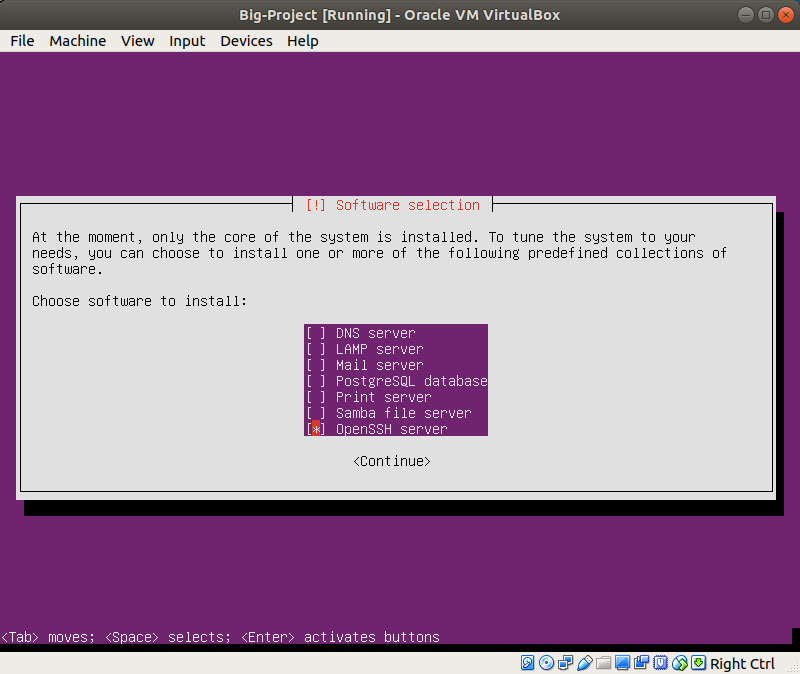 Big-Project [Running] - Oracle VM VirtualBox
File Machine View Input Devices Help
[!] Software selection
At the moment, only the core of the system is installed. To tune the system to your
needs, you can choose to install one or more of the following predefined collections of
software.
Choose software to install:
[ ] DNS server
[ ] LAMP server
[ ] Mail server
[ ] PostgreSQL database
[ ] Print server
[ ] Samba file server
[*] OpenSSH server
<Continue>
<Tab> moves; <Space> selects; <Enter> activates buttons
Right Ctrl